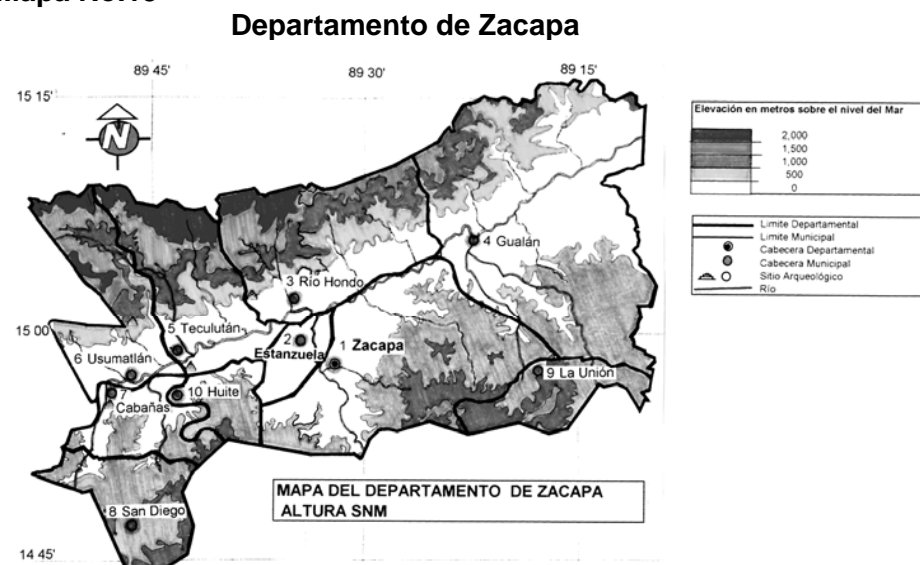 Departamento de Zacapa
89 45'
89 30'
89 15'
15 15'
N
Elevación en metros sobre el nivel del Mar
2,000
1,500
1,000
500
0
Limite Departamental
Limite Municipal
Cabecera Departamental
Cabecera Municipal
Sitio Arqueológico
Río
4 Gualán
3 Río Hondo
15 00
5 Teculután
2
Estanzuela
1 Zacapa
6 Usumatlán
9 La Unión
7
Cabañas
10 Huite
MAPA DEL DEPARTAMENTO DE ZACAPA
ALTURA SNM
8 San Diego
14 45'